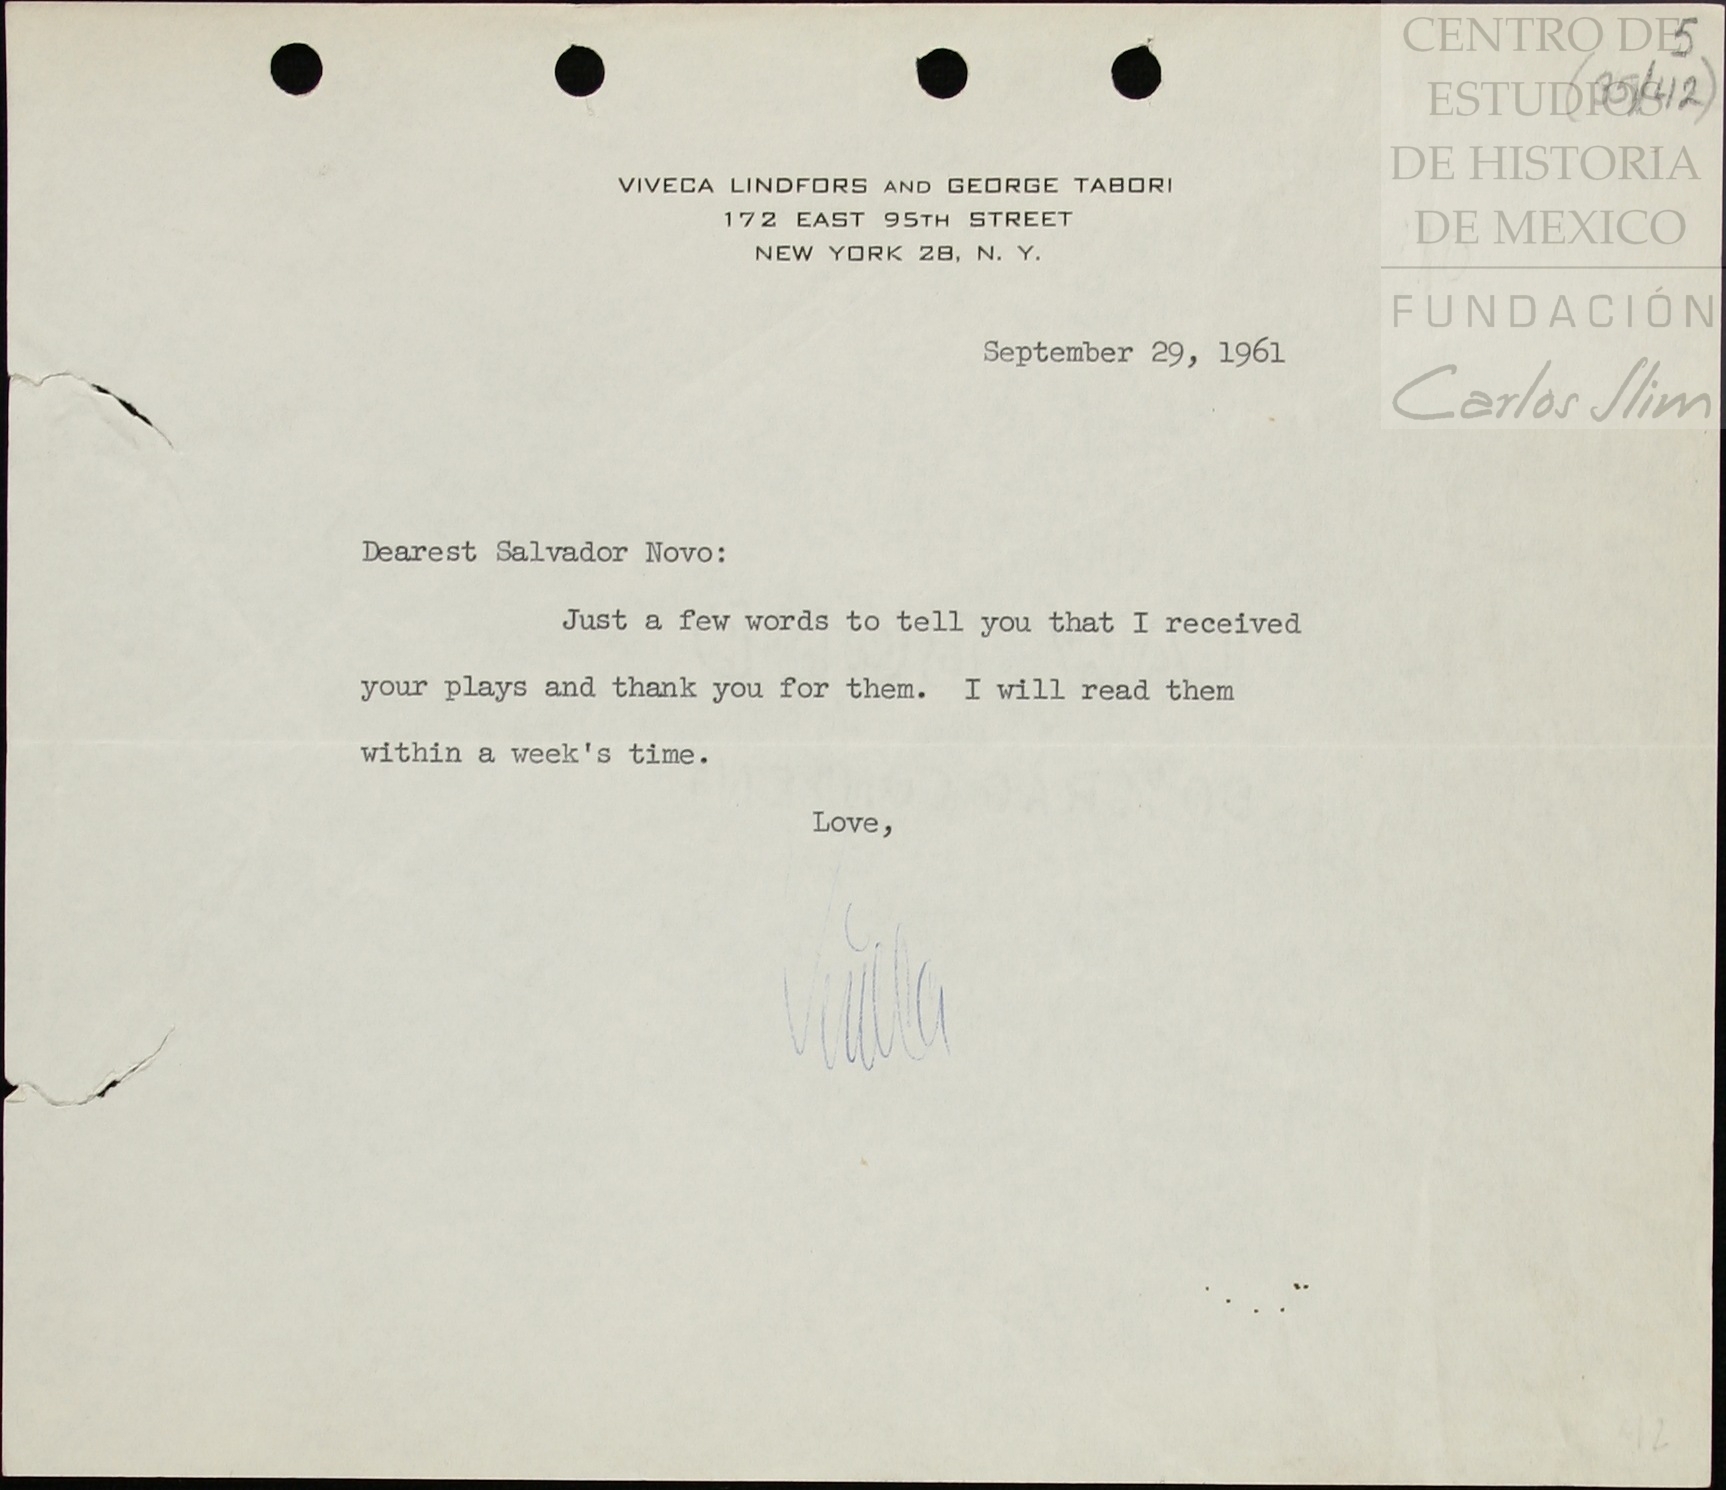 5
CENTRO DE
ESTUDIOS
DE HISTORIA
DE MEXICO
FUNDACIÓN
Carlos Slim
VIVECA LINDFORS AND GEORGE TABORI
172 EAST 95TH STREET
NEW YORK 28, N. Y.
September 29, 1961
Dearest Salvador Novo:
Just a few words to tell you that I received
your plays and thank you for them. I will read them
within a week's time.
Love,